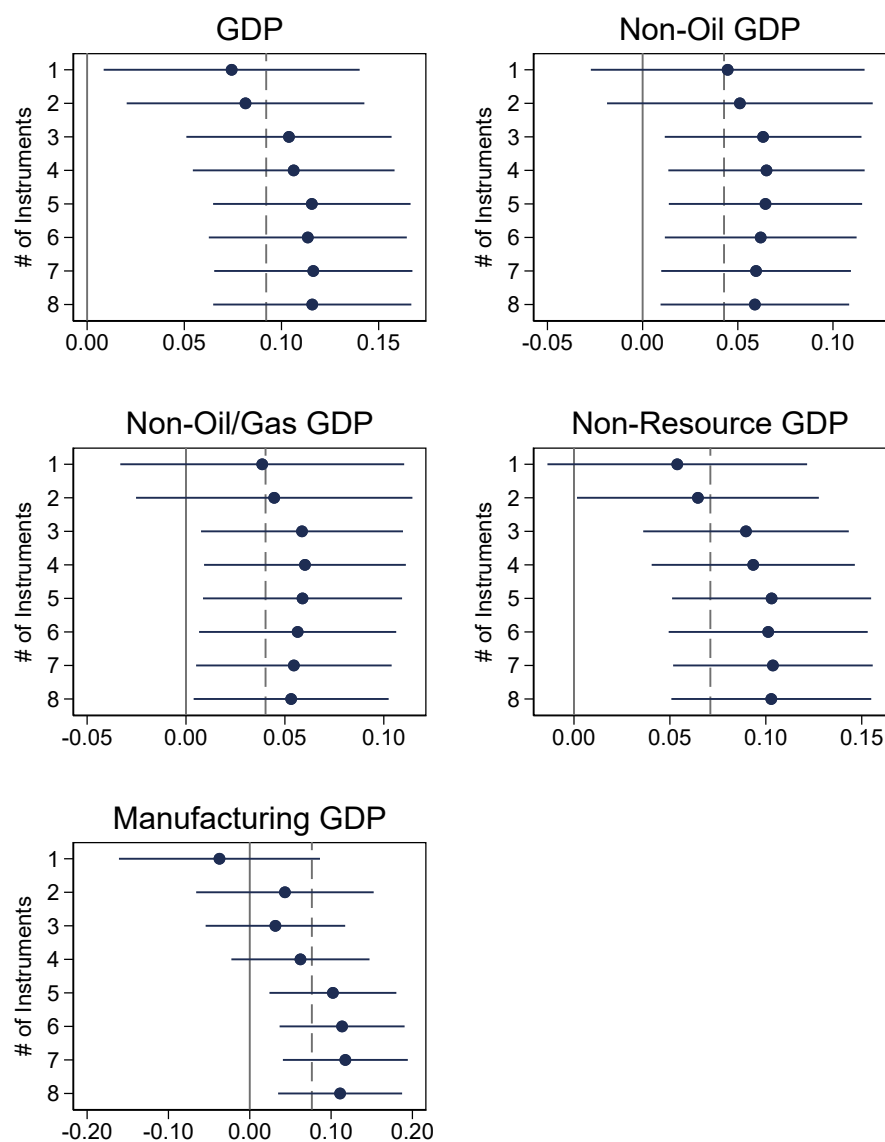 GDP
# of Instruments
1
2
3
4
5
6
7
8
0.00 0.05 0.10 0.15
Non-Oil GDP
# of Instruments
1
2
3
4
5
6
7
8
-0.05 0.00 0.05 0.10
Non-Oil/Gas GDP
# of Instruments
1
2
3
4
5
6
7
8
-0.05 0.00 0.05 0.10
Non-Resource GDP
# of Instruments
1
2
3
4
5
6
7
8
0.00 0.05 0.10 0.15
Manufacturing GDP
# of Instruments
1
2
3
4
5
6
7
8
-0.20 -0.10 0.00 0.10 0.20